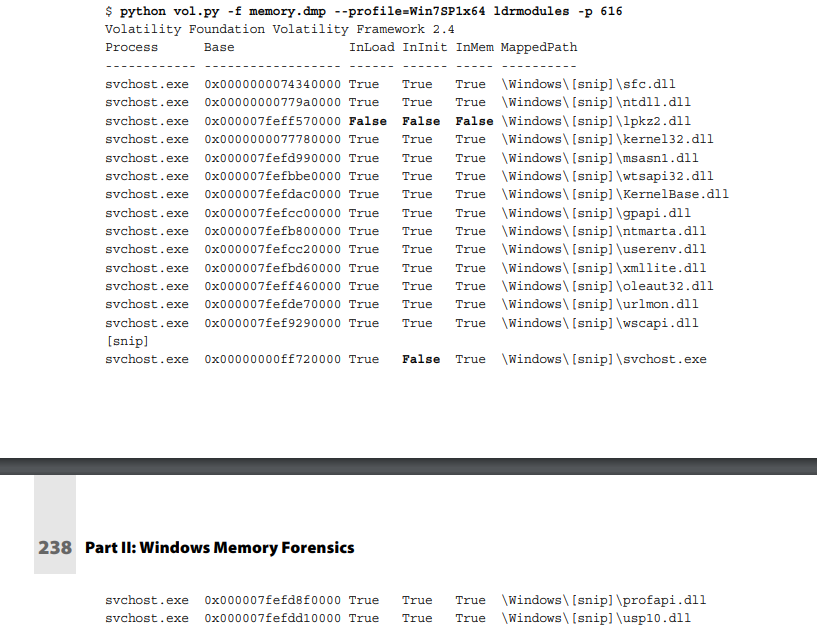 $ python vol.py -f memory.dmp --profile=Win7SP1x64 ldrmodules -p 616
Volatility Foundation Volatility Framework 2.4
Process Base InLoad InInit InMem MappedPath
------------ ------------------ ------ ------ ----- ----------
svchost.exe 0x0000000074340000 True True True \Windows\[snip]\sfc.dll
svchost.exe 0x00000000779a0000 True True True \Windows\[snip]\ntdll.dll
svchost.exe 0x000007feff570000 False False False \Windows\[snip]\lpkz2.dll
svchost.exe 0x0000000077780000 True True True \Windows\[snip]\kernel32.dll
svchost.exe 0x000007fefd990000 True True True \Windows\[snip]\msasn1.dll
svchost.exe 0x000007fefbbe0000 True True True \Windows\[snip]\wtsapi32.dll
svchost.exe 0x000007fefdac0000 True True True \Windows\[snip]\KernelBase.dll
svchost.exe 0x000007fefcc00000 True True True \Windows\[snip]\gpapi.dll
svchost.exe 0x000007fefb800000 True True True \Windows\[snip]\ntmarta.dll
svchost.exe 0x000007fefcc20000 True True True \Windows\[snip]\userenv.dll
svchost.exe 0x000007fefbd60000 True True True \Windows\[snip]\xmllite.dll
svchost.exe 0x000007feff460000 True True True \Windows\[snip]\oleaut32.dll
svchost.exe 0x000007fefde70000 True True True \Windows\[snip]\urlmon.dll
svchost.exe 0x000007fef9290000 True True True \Windows\[snip]\wscapi.dll
[snip]
svchost.exe 0x00000000ff720000 True False True \Windows\[snip]\svchost.exe
238 Part II: Windows Memory Forensics
svchost.exe 0x000007fefd8f0000 True True True \Windows\[snip]\profapi.dll
svchost.exe 0x000007fefdd10000 True True True \Windows\[snip]\usp10.dll